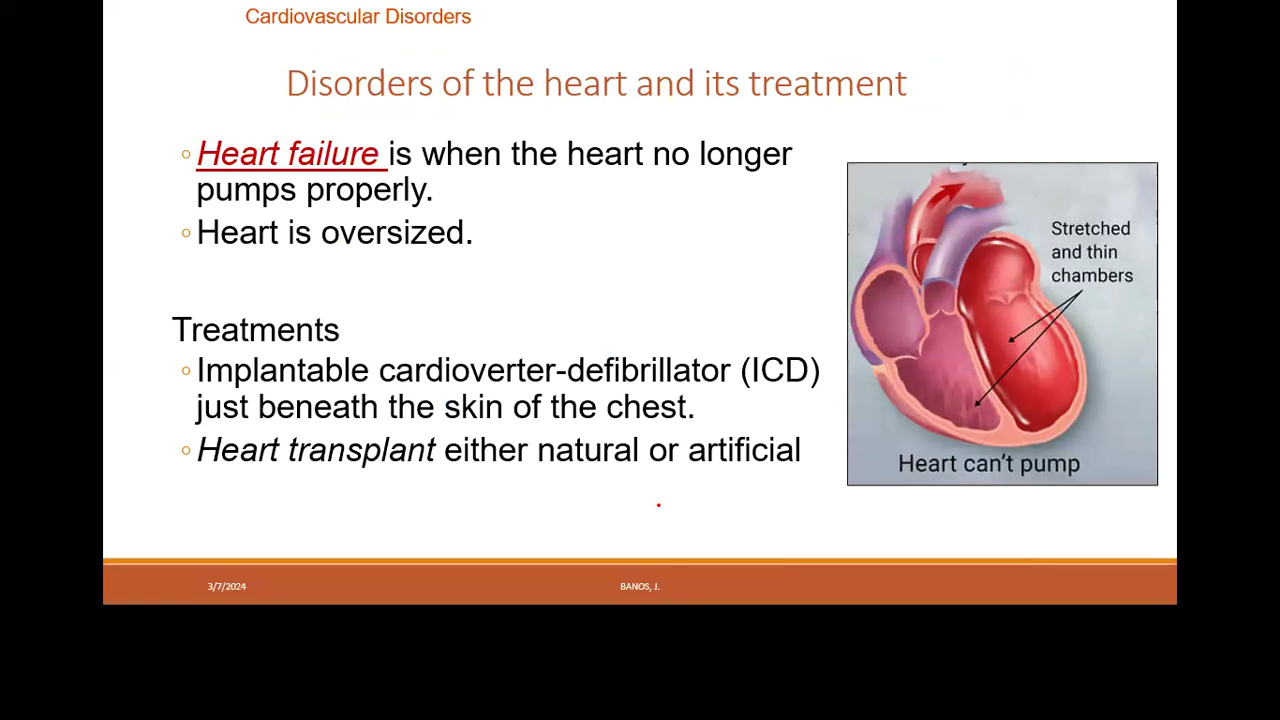 Cardiovascular Disorders
Disorders of the heart and its treatment
Heart failure is when the heart no longer
pumps properly.
Heart is oversized.
Treatments
Implantable cardioverter-defibrillator (ICD)
just beneath the skin of the chest.
Heart transplant either natural or artificial
Stretched
and thin
chambers
Heart can't pump
3/7/2024
BANOS, J.